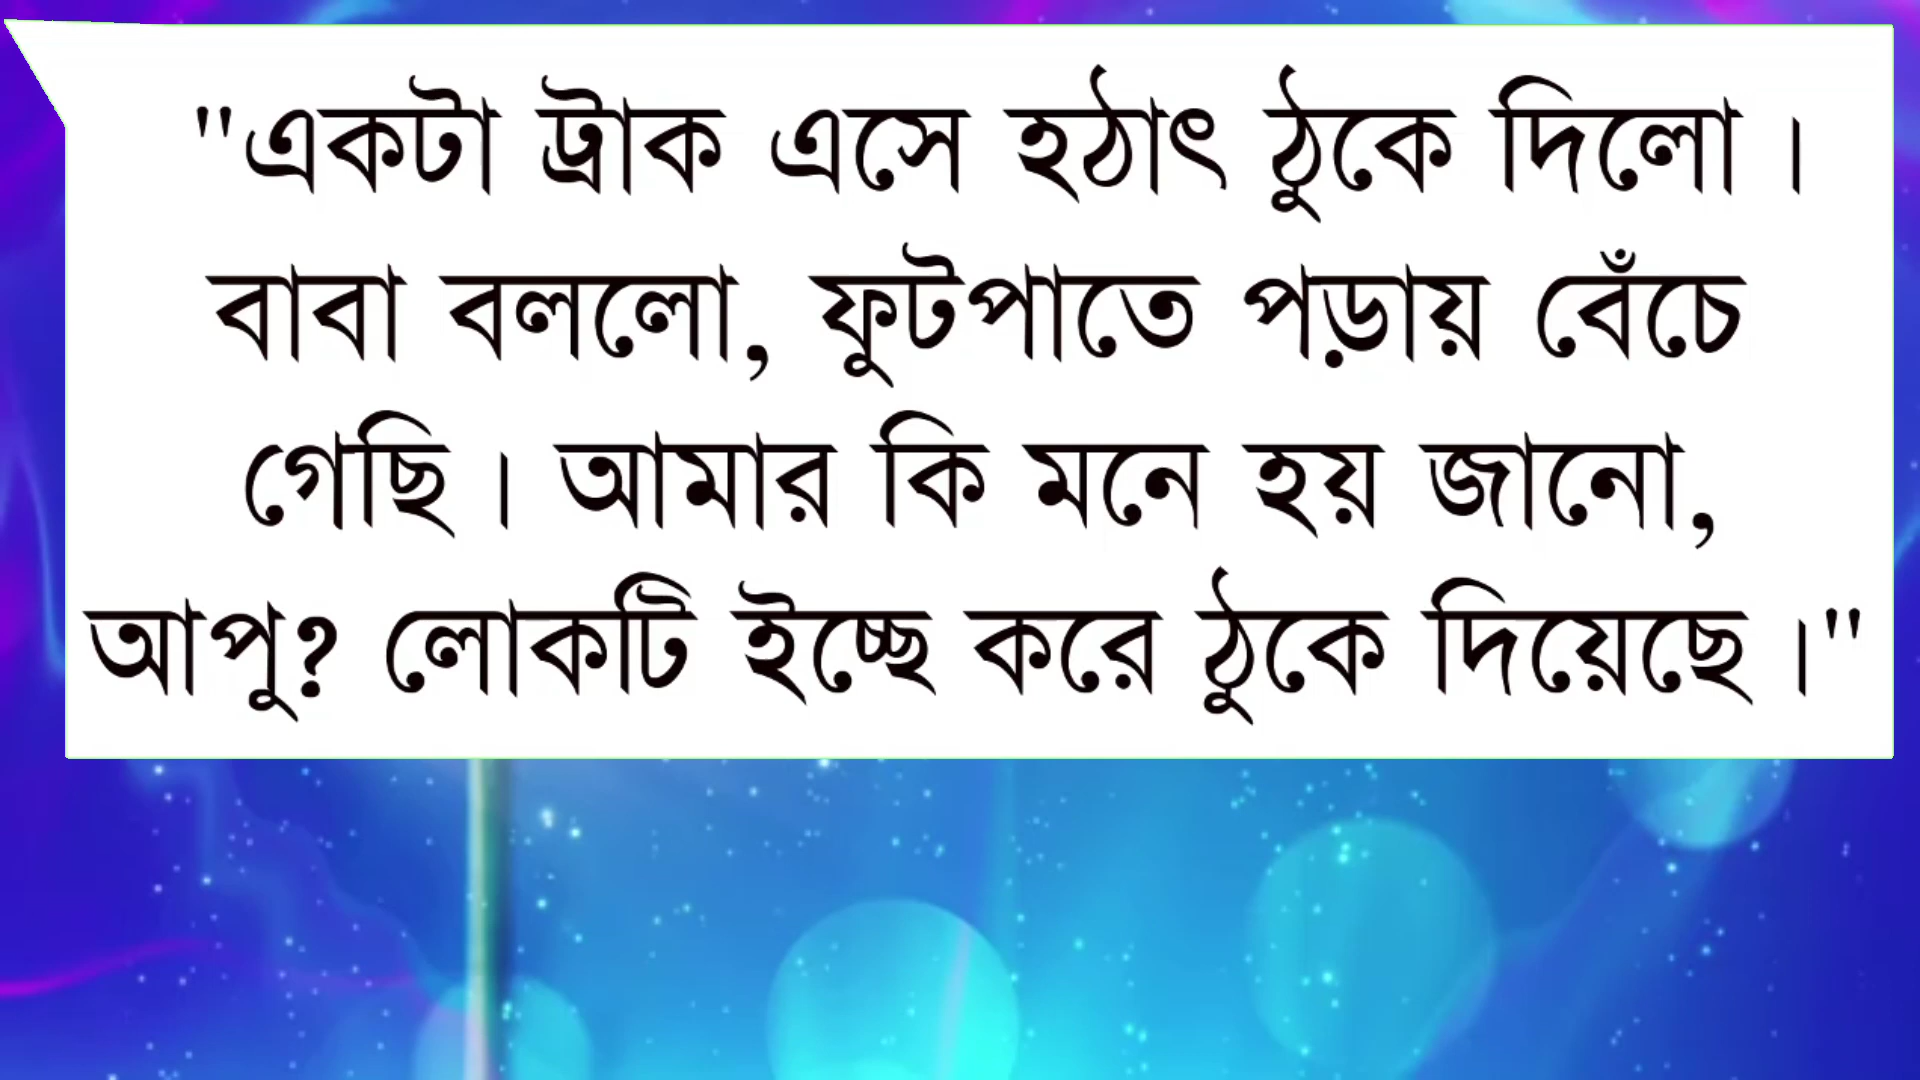 "একটা ট্রাক এসে হঠাৎ ঠুকে দিলো ।
বাবা বললো, ফুটপাতে পড়ায় বেঁচে
গেছি । আমার কি মনে হয় জানো,
আপু? লোকটি ইচ্ছে করে ঠুকে দিয়েছে ।"